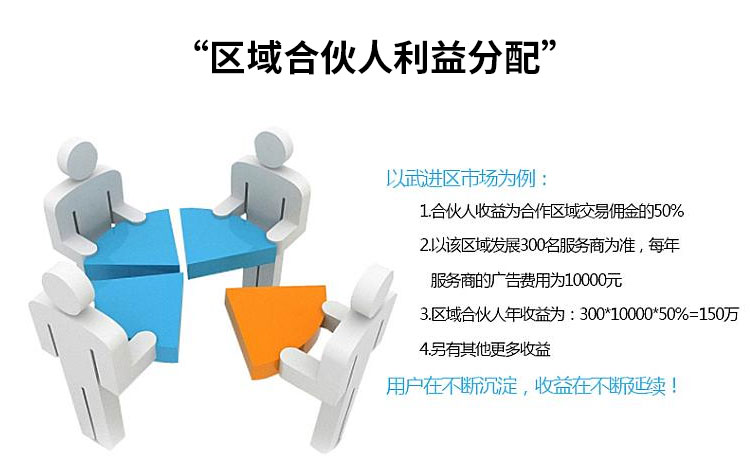 “区域合伙人利益分配”
以武进区市场为例：
1.合伙人收益为合作区域交易佣金的50%
2.以该区域发展300名服务商为准，每年
服务商的广告费用为10000元
3.区域合伙人年收益为：300*10000*50%=150万
4.另有其他更多收益
用户在不断沉淀，收益在不断延续！